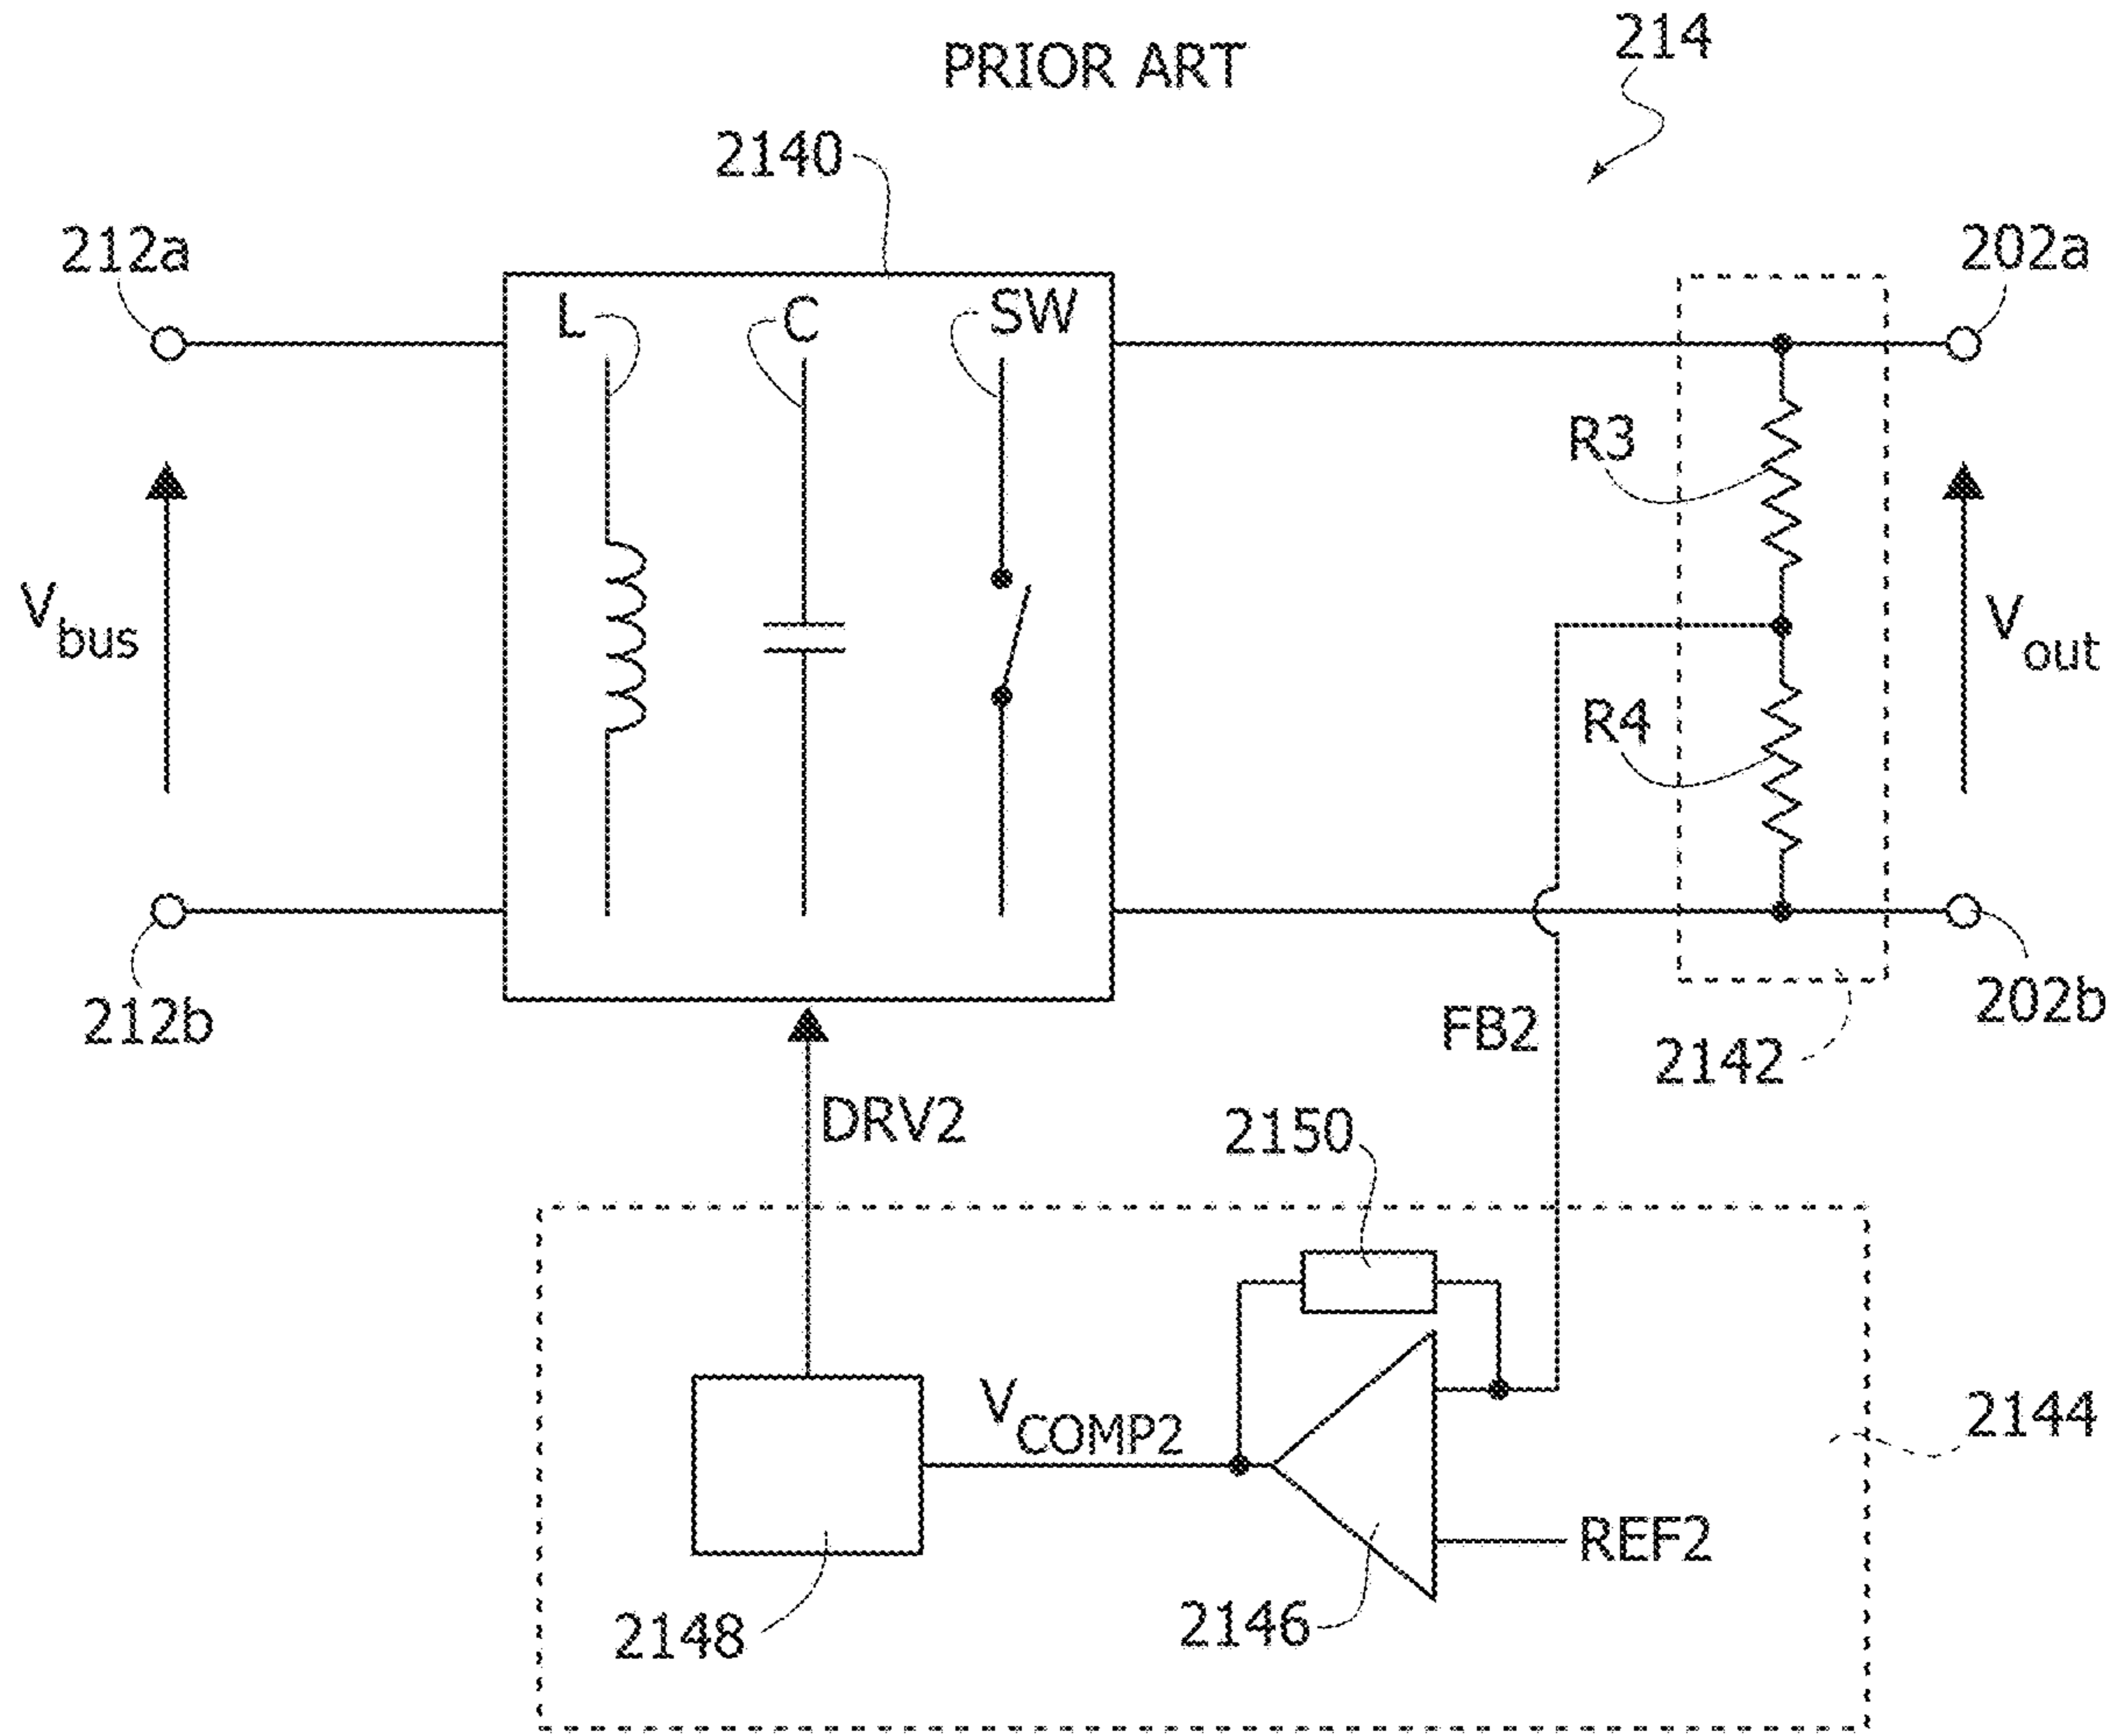 PRIOR ART
214
2140
212a
202a
L
C
SW
R3
Vbus
Vout
R4
212b
202b
FB2
2142
DRV2
2150
VCOMP2
2144
REF2
2148
2146